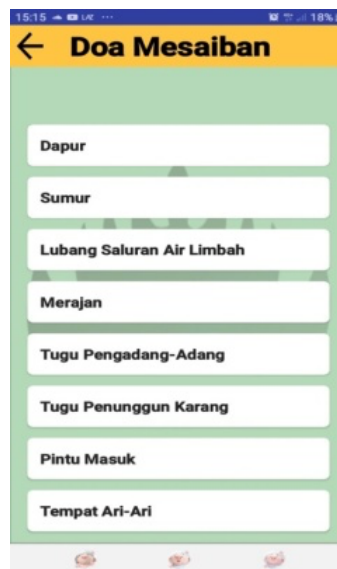 15:15
18%
Doa Mesaiban
Dapur
Sumur
Lubang Saluran Air Limbah
Merajan
Tugu Pengadang-Adang
Tugu Penunggun Karang
Pintu Masuk
Tempat Ari-Ari